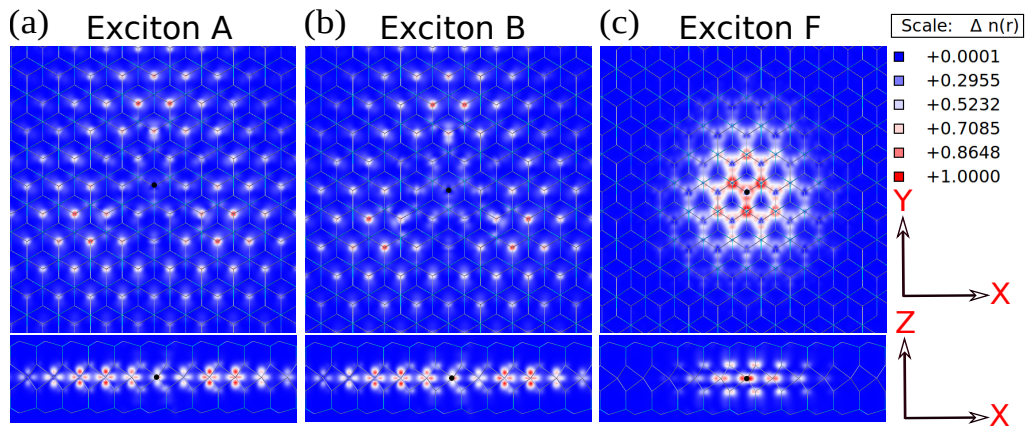 (a) Exciton A
(b) Exciton B
(c) Exciton F
Scale: Δ n(r)
+0.0001
+0.2955
+0.5232
+0.7085
+0.8648
+1.0000
Y
X
Z
X